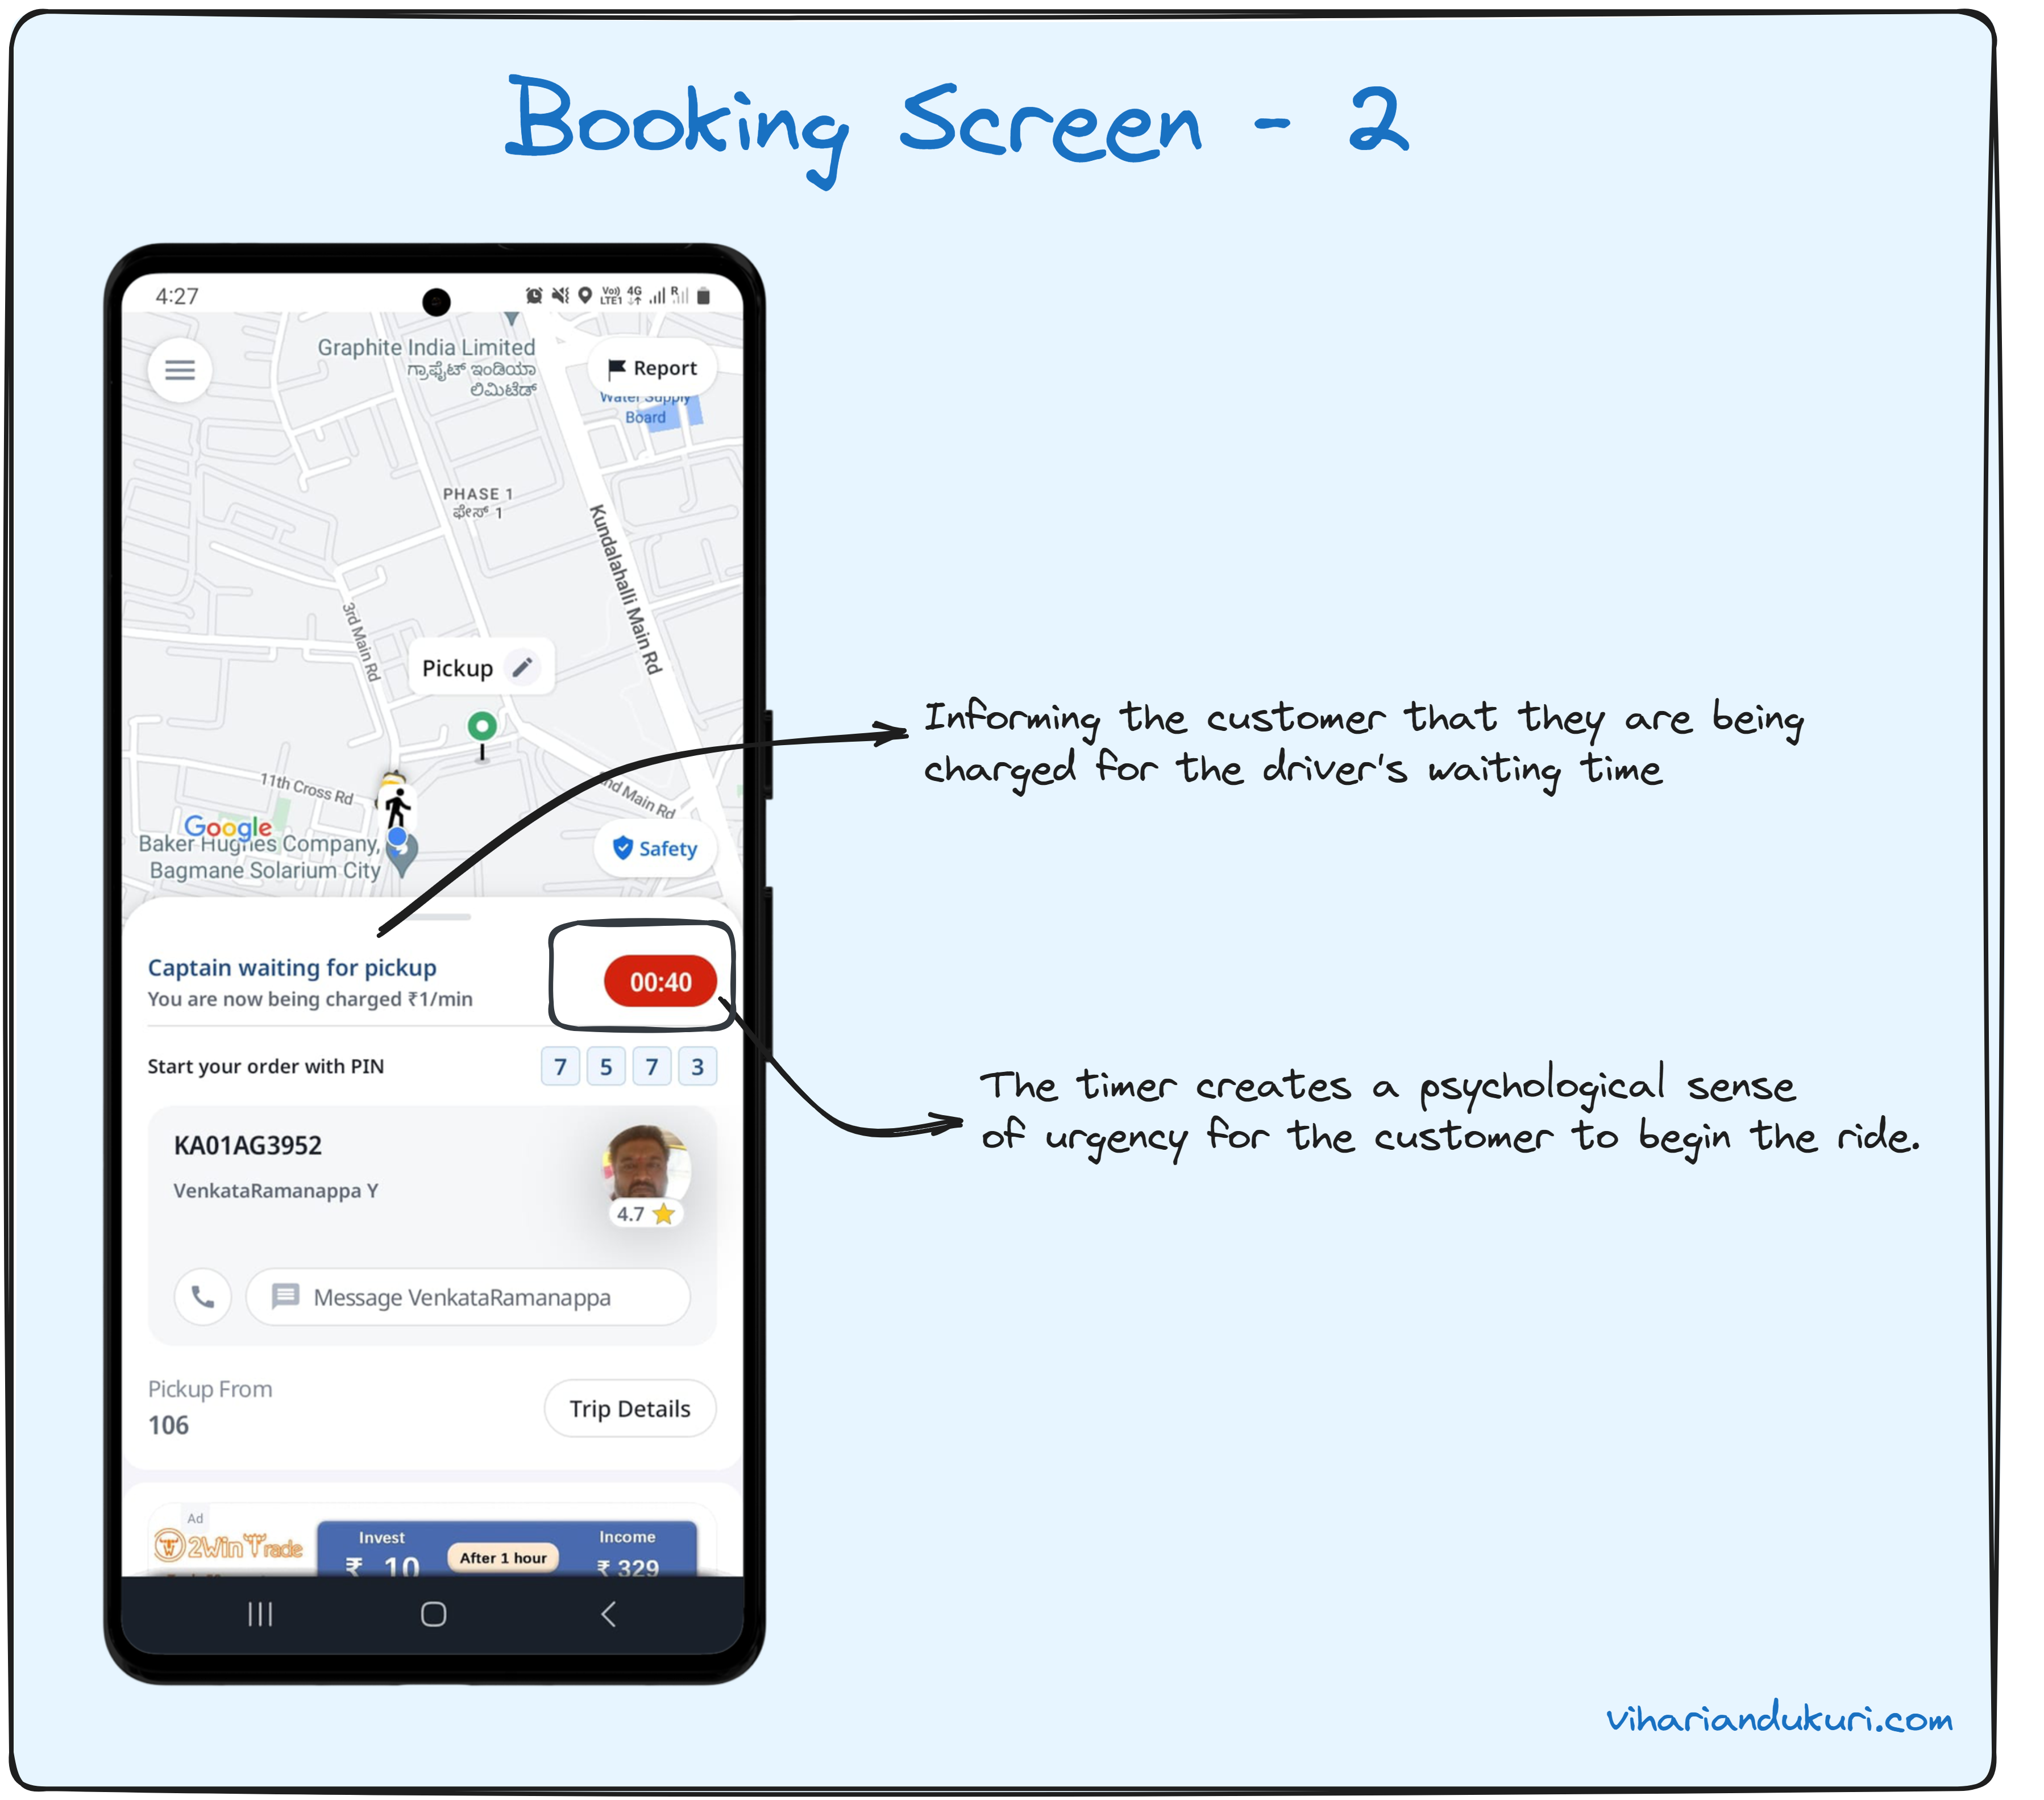 Booking Screen - 2
4:27
Vo)) 4G
LTE1
R
Graphite India Limited
ಗ್ರಾಫೈಟ್ ಇಂಡಿಯಾ
ಲಿಮಿಟೆಡ್
Report
Water Supply
Board
PHASE 1
ಫೇಸ್ 1
Kundalahalli Main Rd
3rd Main Rd
Pickup
11th Cross Rd
nd Main Rd
Google
Baker Hughes Company,
Bagmane Solarium City
Safety
Informing the customer that they are being
charged for the driver's waiting time
Captain waiting for pickup
You are now being charged ₹1/min
00:40
Start your order with PIN
7 5 7 3
The timer creates a psychological sense
of urgency for the customer to begin the ride.
KA01AG3952
VenkataRamanappa Y
4.7
Message VenkataRamanappa
Pickup From
106
Trip Details
Ad
2WinTrade
Invest
₹ 10
After 1 hour
Income
₹ 329
vihariandukuri.com